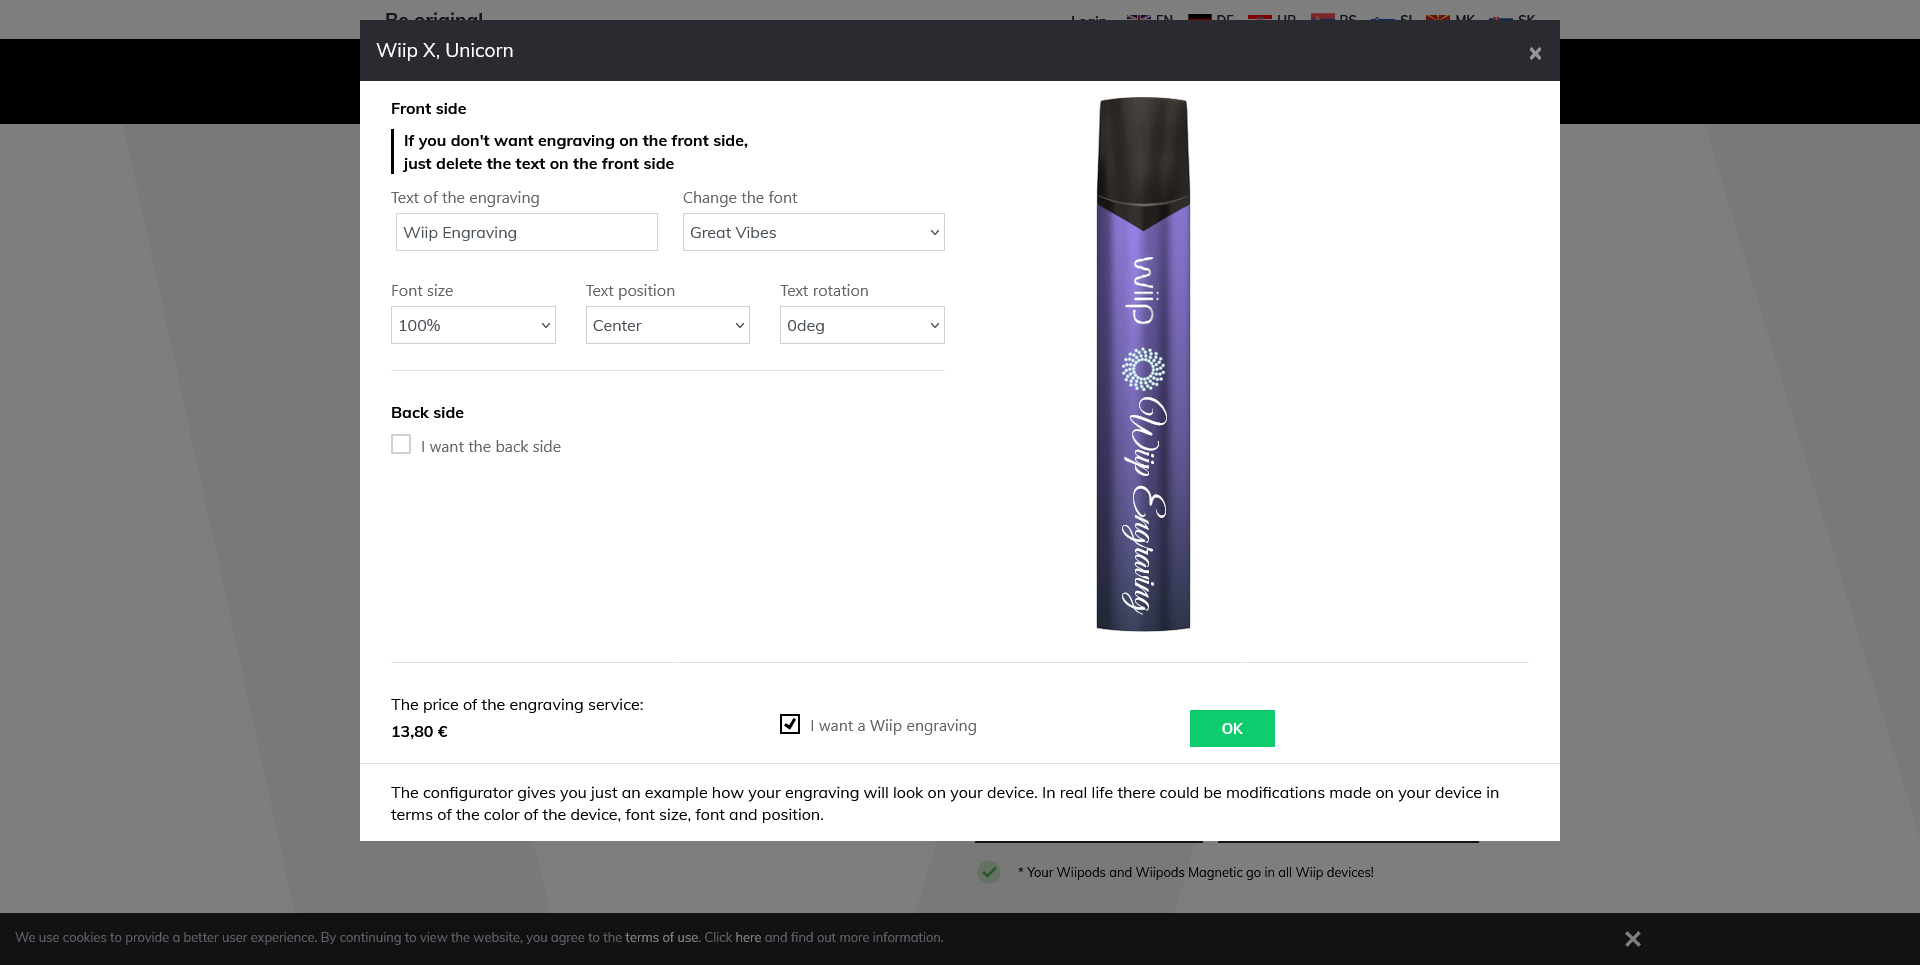 Be original
Login EN DE HR RS SI MK SK
Wiip X, Unicorn
×
Front side
If you don't want engraving on the front side,
just delete the text on the front side
Text of the engraving
Change the font
Wiip Engraving
Great Vibes
Font size
Text position
Text rotation
100%
Center
0deg
Back side
I want the back side
wiip
Wiip Engraving
The price of the engraving service:
13,80 €
I want a Wiip engraving
OK
The configurator gives you just an example how your engraving will look on your device. In real life there could be modifications made on your device in
terms of the color of the device, font size, font and position.
* Your Wiipods and Wiipods Magnetic go in all Wiip devices!
We use cookies to provide a better user experience. By continuing to view the website, you agree to the terms of use. Click here and find out more information.